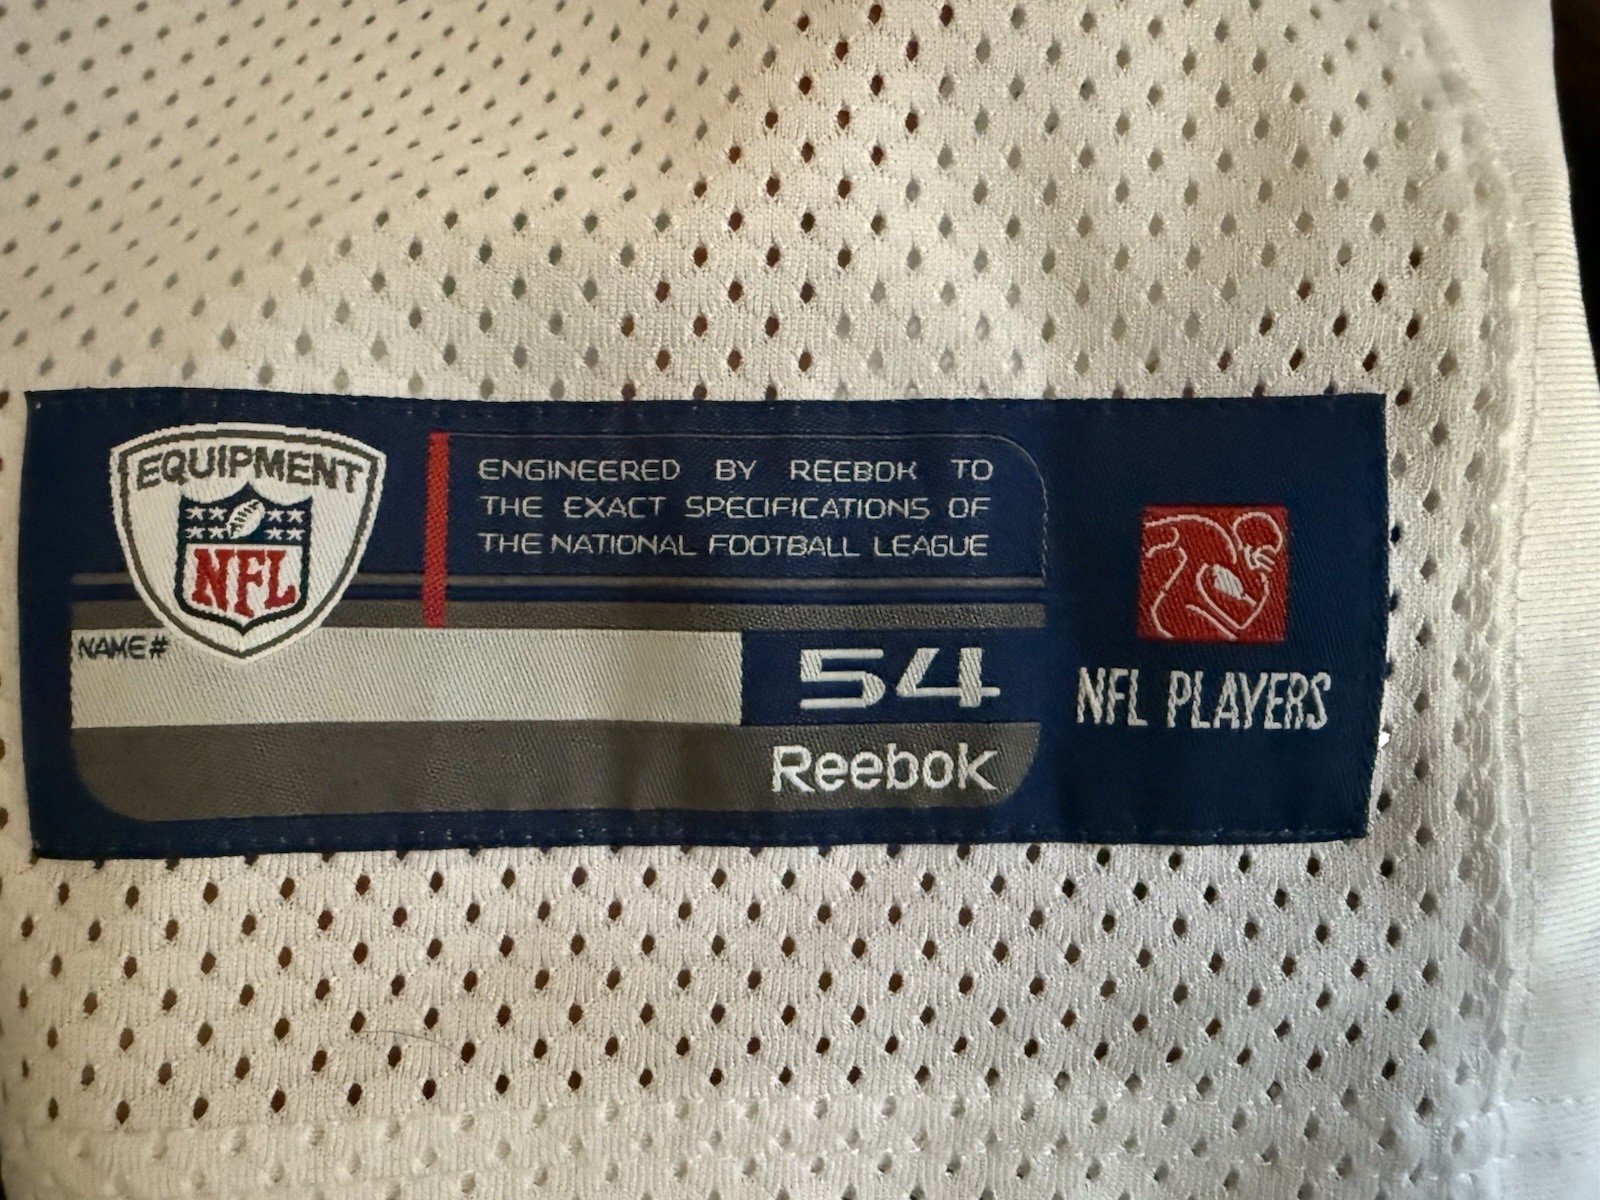 EQUIPMENT
NFL
ENGINEERED BY REEBOK TO
THE EXACT SPECIFICATIONS OF
THE NATIONAL FOOTBALL LEAGUE
NAME#
54
Reebok
NFL PLAYERS